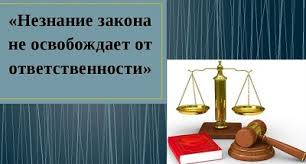 «Незнание закона
не освобождает от
ответственности»